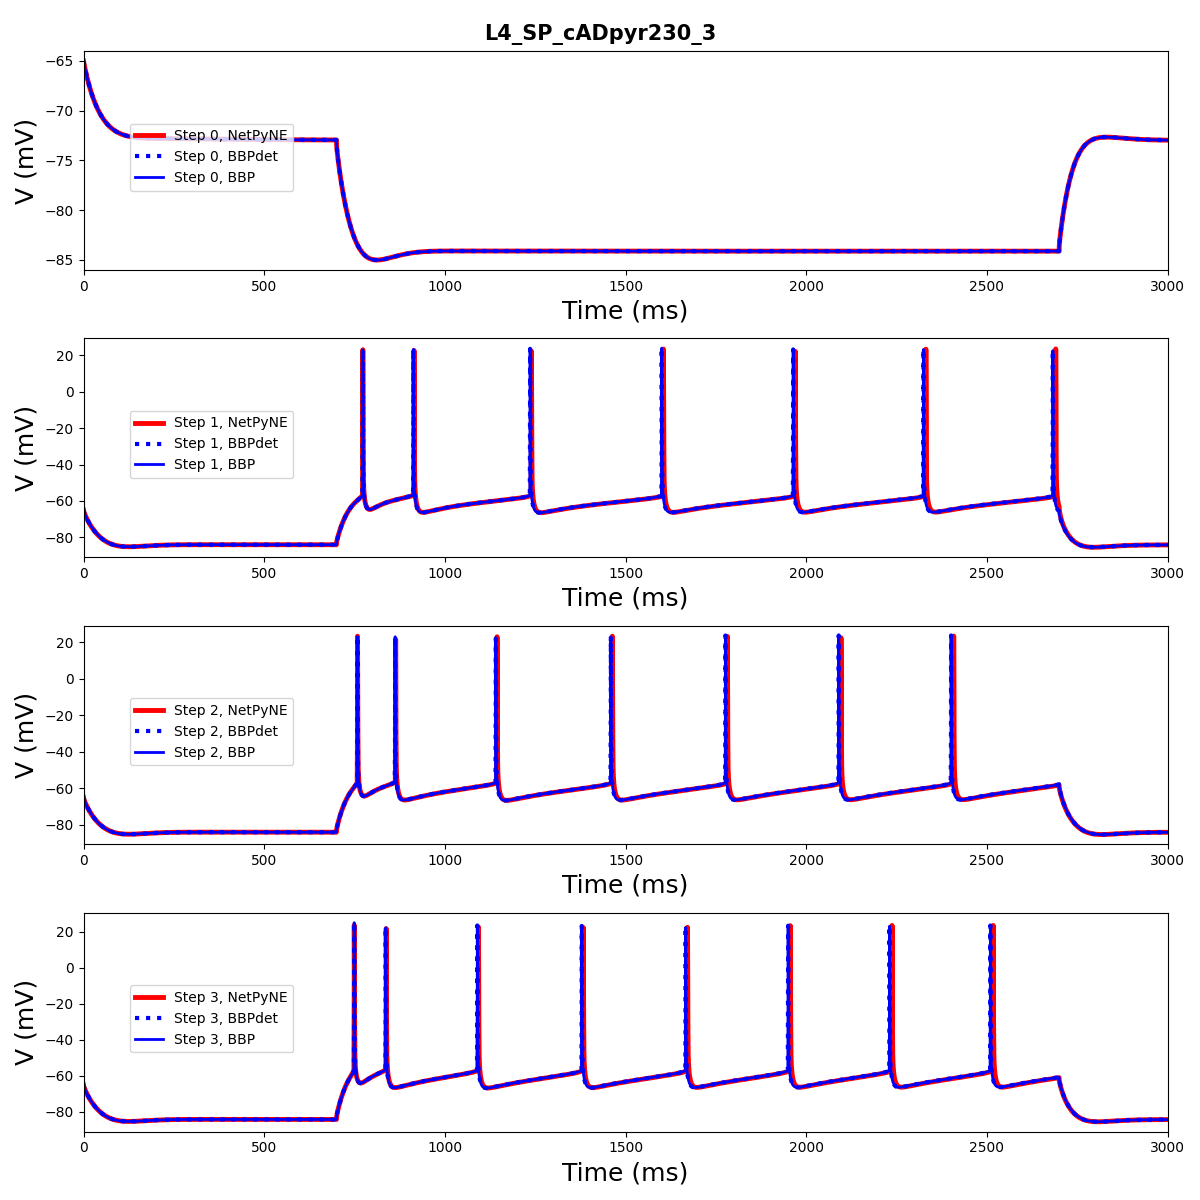 L4_SP_cADpyr230_3
−65
−70
−75
−80
−85
V (mV)
Step 0, NetPyNE
Step 0, BBPdet
Step 0, BBP
0 500 1000 1500 2000 2500 3000
Time (ms)
20
0
−20
−40
−60
−80
V (mV)
Step 1, NetPyNE
Step 1, BBPdet
Step 1, BBP
0 500 1000 1500 2000 2500 3000
Time (ms)
20
0
−20
−40
−60
−80
V (mV)
Step 2, NetPyNE
Step 2, BBPdet
Step 2, BBP
0 500 1000 1500 2000 2500 3000
Time (ms)
20
0
−20
−40
−60
−80
V (mV)
Step 3, NetPyNE
Step 3, BBPdet
Step 3, BBP
0 500 1000 1500 2000 2500 3000
Time (ms)